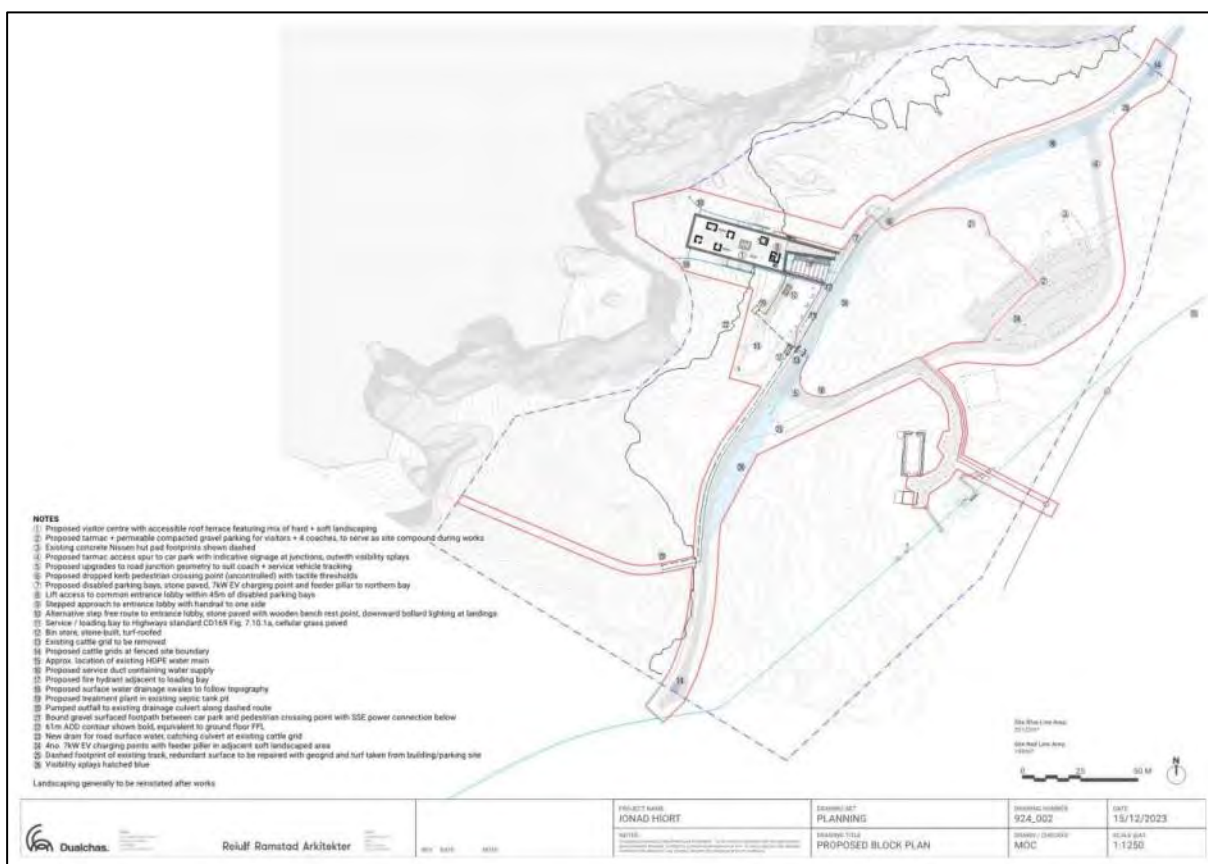 NOTES
① Proposed visitor centre with accessible roof terrace featuring mix of hard + soft landscaping
② Proposed tarmac + permeable compacted gravel parking for visitors + 4 coaches, to serve as site compound during works
③ Existing concrete Nissen hut pad footprints shown dashed
④ Proposed tarmac access spur to car park with indicative signage at junctions, outwith visibility splays
⑤ Proposed upgrades to road junction geometry to suit coach + service vehicle tracking
⑥ Proposed dropped kerb pedestrian crossing point (uncontrolled) with tactile thresholds
⑦ Proposed disabled parking bays, stone paved, 7kW EV charging point and feeder pillar to northern bay
⑧ Lift access to common entrance lobby within 45m of disabled parking bays
⑨ Stepped approach to entrance lobby with handrail to one side
⑩ Alternative step free route to entrance lobby, stone paved with wooden bench rest point, downward bollard lighting at landings
⑪ Service / loading bay to Highways standard CD169 Fig. 7.10.1a, cellular grass paved
⑫ Bin store, stone-built, turf-roofed
⑬ Existing cattle grid to be removed
⑭ Proposed cattle grids at fenced site boundary
⑮ Approx. location of existing HDPE water main
⑯ Proposed service duct containing water supply
⑰ Proposed fire hydrant adjacent to loading bay
⑱ Proposed surface water drainage swales to follow topography
⑲ Proposed treatment plant in existing septic tank pit
⑳ Pumped outfall to existing drainage culvert along dashed route
㉑ Bound gravel surfaced footpath between car park and pedestrian crossing point with SSE power connection below
㉒ 61m AOD contour shown bold, equivalent to ground floor FFL
㉓ New drain for road surface water, catching culvert at existing cattle grid
㉔ 4no. 7kW EV charging points with feeder pillar in adjacent soft landscaped area
㉕ Dashed footprint of existing track, redundant surface to be repaired with geogrid and turf taken from building/parking site
㉖ Visibility splays hatched blue
Landscaping generally to be reinstated after works
Site Blue Line Area
Site Red Line Area
N
0 25 50 M
Dualchas.
Reiulf Ramstad Arkitekter
REV DATE NOTE
PROJECT NAME
JONAD HIORT
NOTES
DRAWING SET
PLANNING
DRAWING TITLE
PROPOSED BLOCK PLAN
DRAWING NUMBER
924_002
DRAWN / CHECKED
MOC
DATE
15/12/2023
SCALE @A1
1:1250